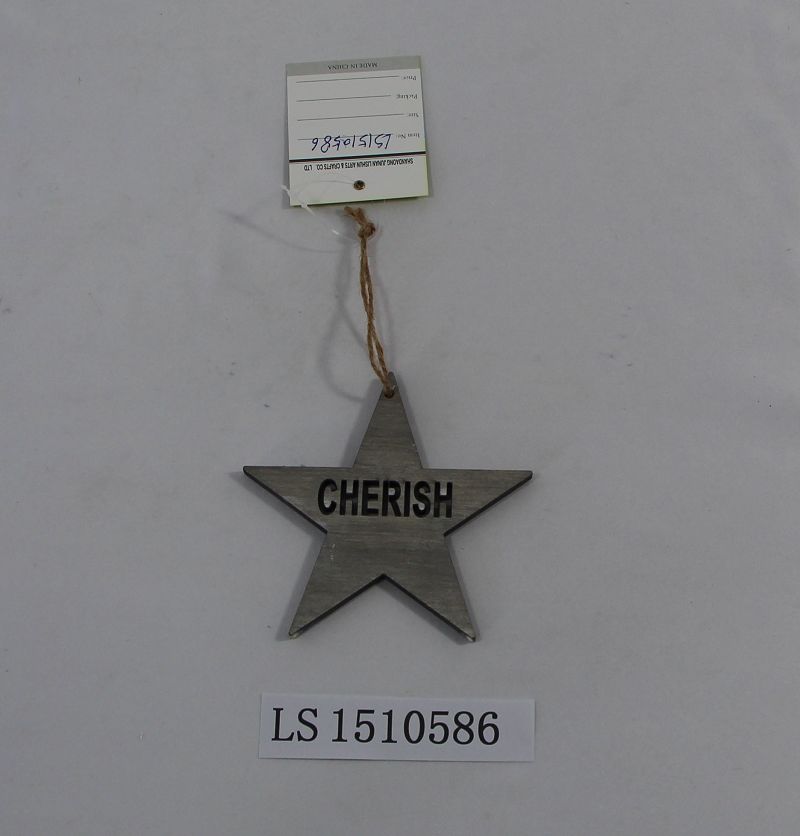 SHANDONG JUNAN LISHUN ARTS & CRAFTS CO., LTD
Item No: LS1510586
Size:
Packing:
Price:
MADE IN CHINA
CHERISH
LS 1510586